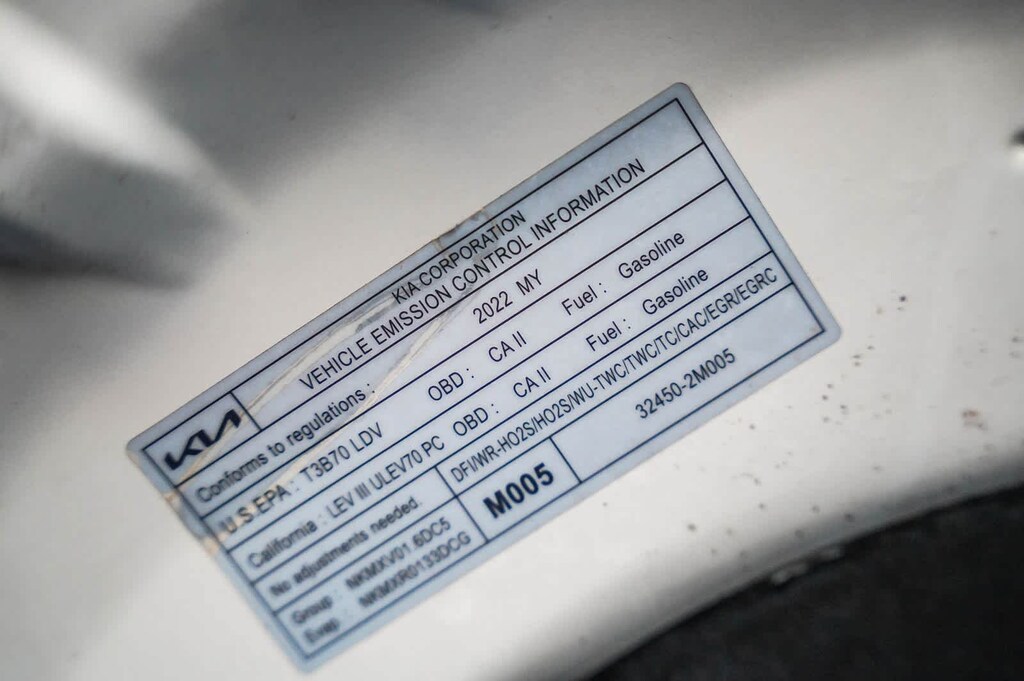 KIA CORPORATION
VEHICLE EMISSION CONTROL INFORMATION
Conforms to regulations : 2022 MY
U.S EPA : T3B70 LDV OBD : CA II Fuel : Gasoline
California : LEV III ULEV70 PC OBD : CA II Fuel : Gasoline
No adjustments needed. DFI/WR-HO2S/HO2S/WU-TWC/TWC/TC/CAC/EGR/EGRC
Group : NKMXV01.6DC5
Evap : NKMXR0133DCG
M005
32450-2M005